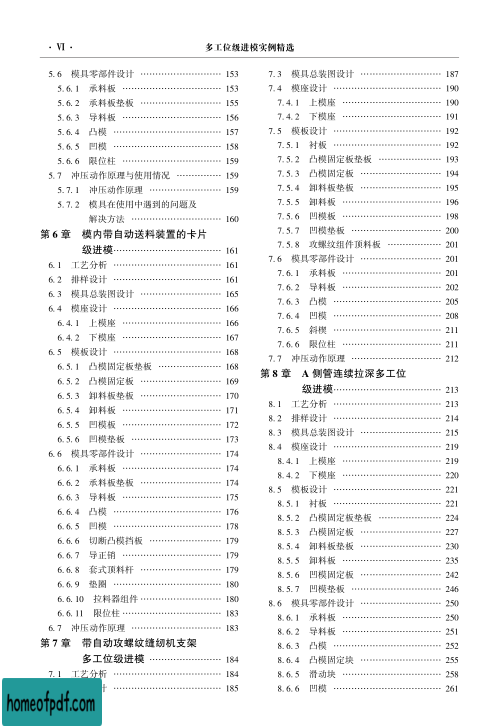 · Ⅵ · 多工位级进模实例精选
5. 6 模具零部件设计 ………………………… 153
5. 6. 1 承料板 ……………………………… 153
5. 6. 2 承料板垫板 ………………………… 155
5. 6. 3 导料板 ……………………………… 156
5. 6. 4 凸模 ………………………………… 157
5. 6. 5 凹模 ………………………………… 158
5. 6. 6 限位柱 ……………………………… 159
5. 7 冲压动作原理与使用情况 …………… 159
5. 7. 1 冲压动作原理 ……………………… 159
5. 7. 2 模具在使用中遇到的问题及
解决方法 …………………………… 160
第 6 章 模内带自动送料装置的卡片
级进模 ………………………………… 161
6. 1 工艺分析 ……………………………… 161
6. 2 排样设计 ……………………………… 161
6. 3 模具总装图设计 ……………………… 165
6. 4 模座设计 ……………………………… 166
6. 4. 1 上模座 ……………………………… 166
6. 4. 2 下模座 ……………………………… 167
6. 5 模板设计 ……………………………… 168
6. 5. 1 凸模固定板垫板 …………………… 168
6. 5. 2 凸模固定板 ………………………… 169
6. 5. 3 卸料板垫板 ………………………… 170
6. 5. 4 卸料板 ……………………………… 171
6. 5. 5 凹模板 ……………………………… 172
6. 5. 6 凹模垫板 …………………………… 173
6. 6 模具零部件设计 ……………………… 174
6. 6. 1 承料板 ……………………………… 174
6. 6. 2 承料板垫板 ………………………… 174
6. 6. 3 导料板 ……………………………… 175
6. 6. 4 凸模 ………………………………… 176
6. 6. 5 凹模 ………………………………… 178
6. 6. 6 切断凸模挡板 ……………………… 179
6. 6. 7 导正销 ……………………………… 179
6. 6. 8 套式顶料杆 ………………………… 179
6. 6. 9 垫圈 ………………………………… 180
6. 6. 10 拉料器组件 ………………………… 180
6. 6. 11 限位柱 ……………………………… 183
6. 7 冲压动作原理 ………………………… 183
第 7 章 带自动攻螺纹缝纫机支架
多工位级进模 ………………………… 184
7. 1 工艺分析 ……………………………… 184
计 ……………………………… 185
7. 3 模具总装图设计 ……………………… 187
7. 4 模座设计 ……………………………… 190
7. 4. 1 上模座 ……………………………… 190
7. 4. 2 下模座 ……………………………… 191
7. 5 模板设计 ……………………………… 192
7. 5. 1 衬板 ………………………………… 192
7. 5. 2 凸模固定板垫板 …………………… 193
7. 5. 3 凸模固定板 ………………………… 194
7. 5. 4 卸料板垫板 ………………………… 195
7. 5. 5 卸料板 ……………………………… 196
7. 5. 6 凹模板 ……………………………… 198
7. 5. 7 凹模垫板 …………………………… 200
7. 5. 8 攻螺纹组件顶料板 ………………… 201
7. 6 模具零部件设计 ……………………… 201
7. 6. 1 承料板 ……………………………… 201
7. 6. 2 导料板 ……………………………… 202
7. 6. 3 凸模 ………………………………… 205
7. 6. 4 凹模 ………………………………… 208
7. 6. 5 斜楔 ………………………………… 211
7. 6. 6 限位柱 ……………………………… 211
7. 7 冲压动作原理 ………………………… 212
第 8 章 A 侧管连续拉深多工位
级进模 ………………………………… 213
8. 1 工艺分析 ……………………………… 213
8. 2 排样设计 ……………………………… 214
8. 3 模具总装图设计 ……………………… 215
8. 4 模座设计 ……………………………… 219
8. 4. 1 上模座 ……………………………… 219
8. 4. 2 下模座 ……………………………… 220
8. 5 模板设计 ……………………………… 221
8. 5. 1 衬板 ………………………………… 221
8. 5. 2 凸模固定板垫板 …………………… 224
8. 5. 3 凸模固定板 ………………………… 227
8. 5. 4 卸料板垫板 ………………………… 230
8. 5. 5 卸料板 ……………………………… 235
8. 5. 6 凹模固定板 ………………………… 242
8. 5. 7 凹模垫板 …………………………… 246
8. 6 模具零部件设计 ……………………… 250
8. 6. 1 承料板 ……………………………… 250
8. 6. 2 导料板 ……………………………… 251
8. 6. 3 凸模 ………………………………… 252
8. 6. 4 凸模固定块 ………………………… 255
8. 6. 5 滑动块 ……………………………… 258
8. 6. 6 凹模 ………………………………… 261
homeofpdf.com